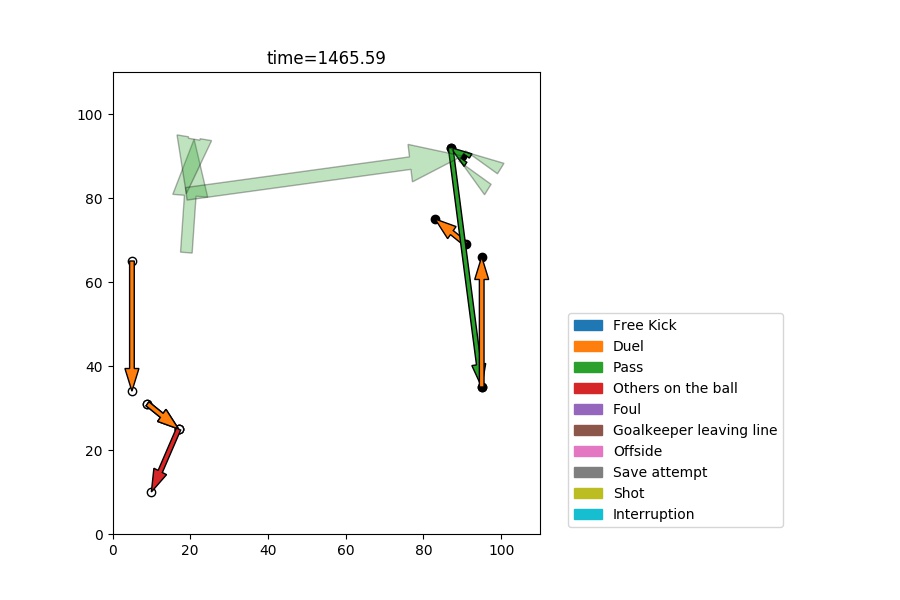 time=1465.59
100
80
60
40
20
0
0 20 40 60 80 100
Free Kick
Duel
Pass
Others on the ball
Foul
Goalkeeper leaving line
Offside
Save attempt
Shot
Interruption